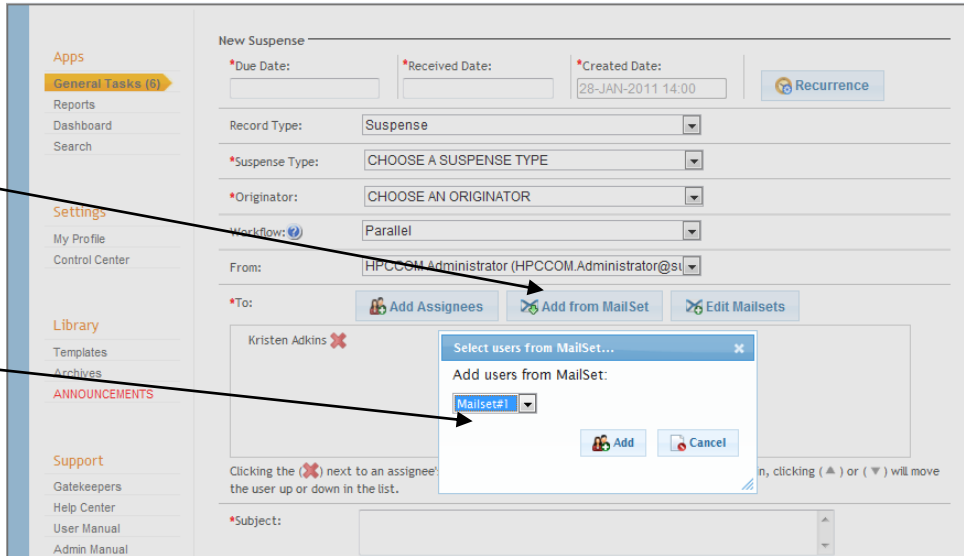 Apps
General Tasks (6)
Reports
Dashboard
Search
Settings
My Profile
Control Center
Library
Templates
Archives
ANNOUNCEMENTS
Support
Gatekeepers
Help Center
User Manual
Admin Manual
New Suspense
*Due Date:
*Received Date:
*Created Date:
28-JAN-2011 14:00
Recurrence
Record Type:
Suspense
*Suspense Type:
CHOOSE A SUSPENSE TYPE
*Originator:
CHOOSE AN ORIGINATOR
Workflow:
Parallel
From:
HPCCOM.Administrator (HPCCOM.Administrator@su
*To:
Add Assignees
Add from MailSet
Edit Mailsets
Kristen Adkins
Select users from MailSet...
Add users from MailSet:
Mailset#1
Add
Cancel
Clicking the (✖) next to an assignee' n, clicking (▲) or (▼) will move
the user up or down in the list.
*Subject: